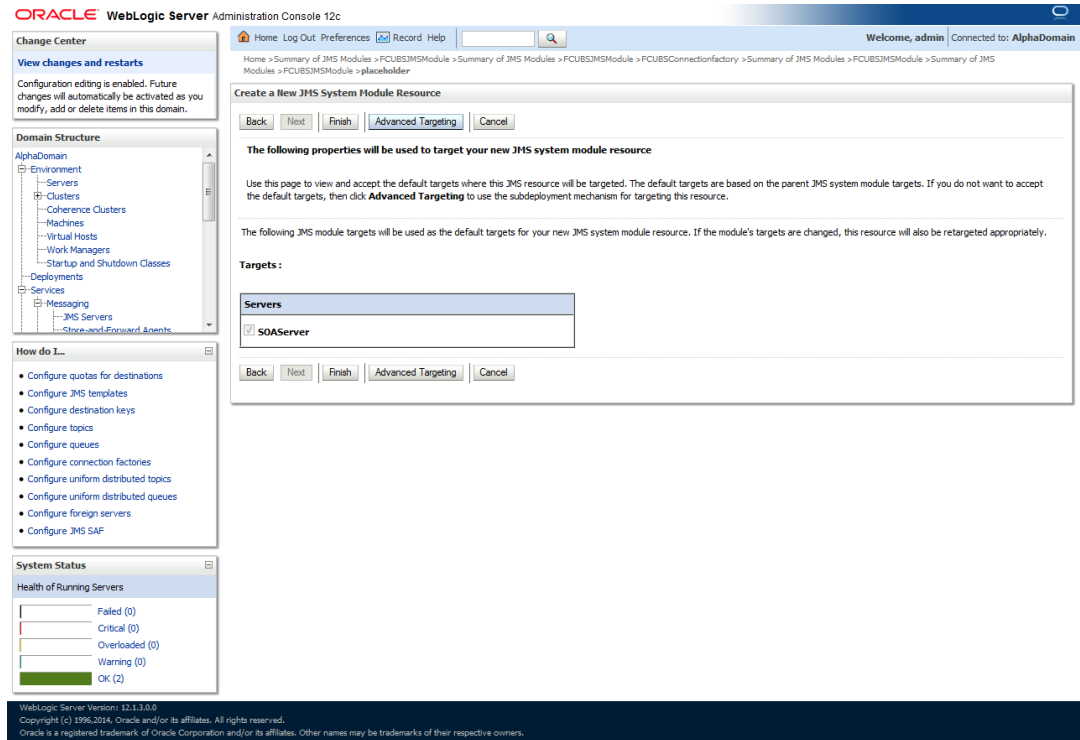 ORACLE WebLogic Server Administration Console 12c
Change Center
View changes and restarts
Configuration editing is enabled. Future
changes will automatically be activated as you
modify, add or delete items in this domain.
Domain Structure
AlphaDomain
Environment
Servers
Clusters
Coherence Clusters
Machines
Virtual Hosts
Work Managers
Startup and Shutdown Classes
Deployments
Services
Messaging
JMS Servers
Store-and-Forward Agents
How do I...
Configure quotas for destinations
Configure JMS templates
Configure destination keys
Configure topics
Configure queues
Configure connection factories
Configure uniform distributed topics
Configure uniform distributed queues
Configure foreign servers
Configure JMS SAF
System Status
Health of Running Servers
Failed (0)
Critical (0)
Overloaded (0)
Warning (0)
OK (2)
Home Log Out Preferences Record Help
Welcome, admin Connected to: AlphaDomain
Home >Summary of JMS Modules >FCUBSJMSModule >Summary of JMS Modules >FCUBSJMSModule >FCUBSConnectionfactory >Summary of JMS Modules >FCUBSJMSModule >Summary of JMS
Modules >FCUBSJMSModule >placeholder
Create a New JMS System Module Resource
Back Next Finish Advanced Targeting Cancel
The following properties will be used to target your new JMS system module resource
Use this page to view and accept the default targets where this JMS resource will be targeted. The default targets are based on the parent JMS system module targets. If you do not want to accept
the default targets, then click Advanced Targeting to use the subdeployment mechanism for targeting this resource.
The following JMS module targets will be used as the default targets for your new JMS system module resource. If the module's targets are changed, this resource will also be retargeted appropriately.
Targets :
Servers
SOAServer
Back Next Finish Advanced Targeting Cancel
WebLogic Server Version: 12.1.3.0.0
Copyright (c) 1996,2014, Oracle and/or its affiliates. All rights reserved.
Oracle is a registered trademark of Oracle Corporation and/or its affiliates. Other names may be trademarks of their respective owners.